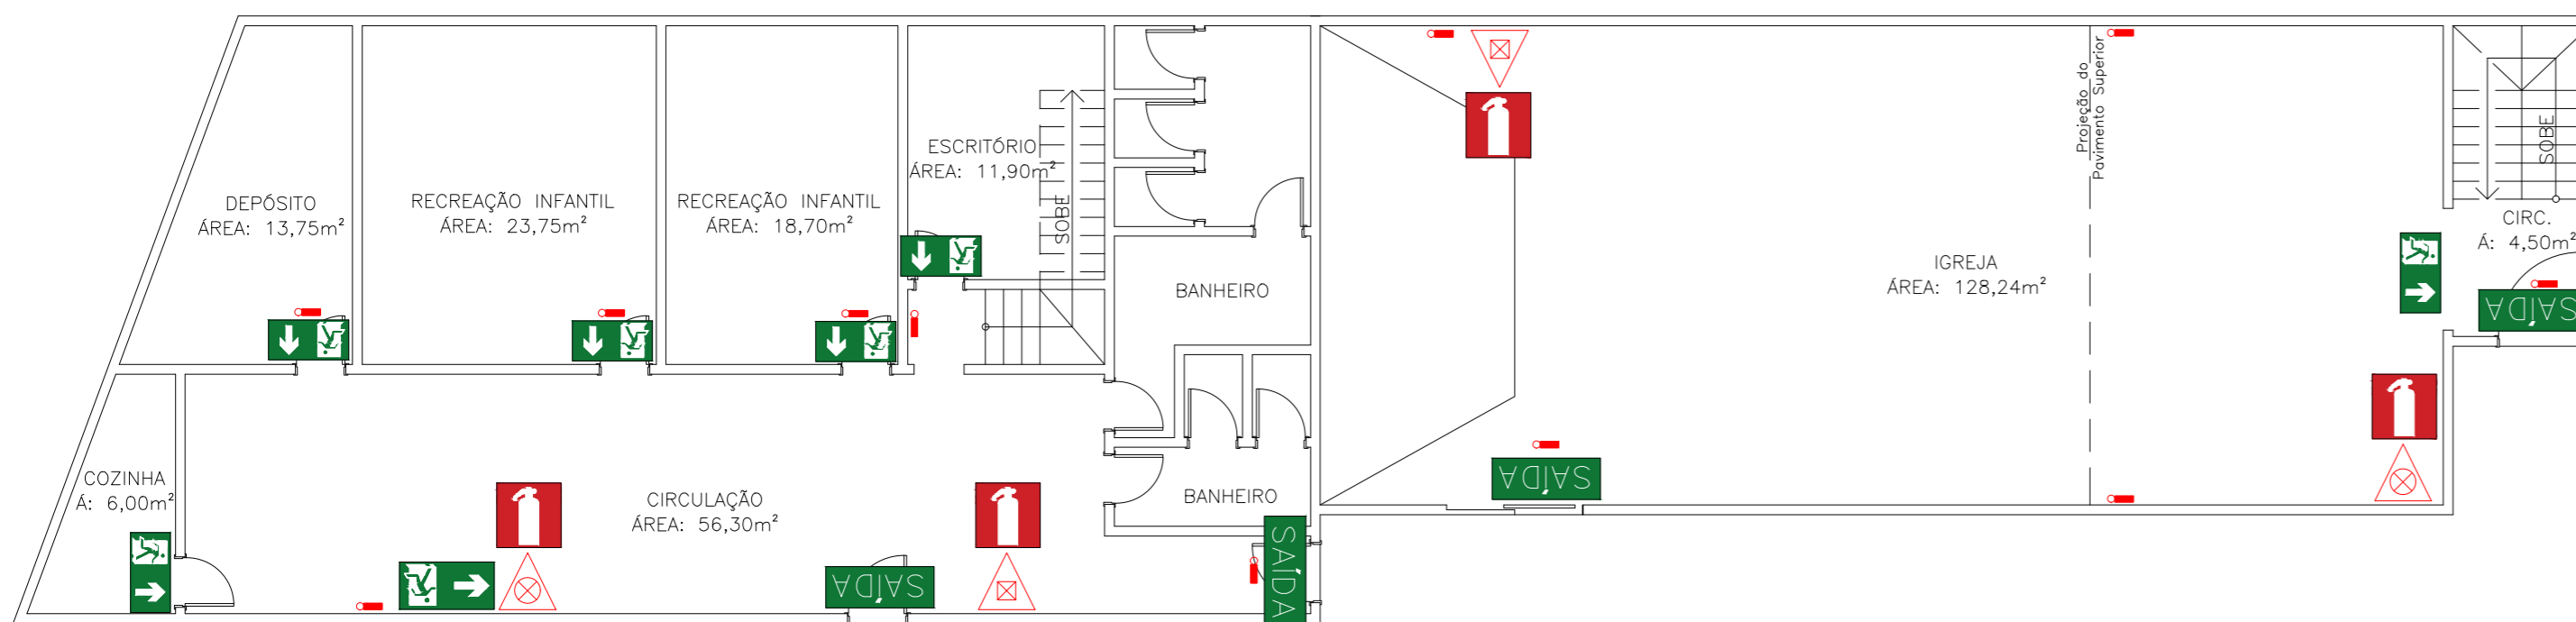 DEPÓSITO
ÁREA: 13,75m²
RECREAÇÃO INFANTIL
ÁREA: 23,75m²
RECREAÇÃO INFANTIL
ÁREA: 18,70m²
ESCRITÓRIO
ÁREA: 11,90m²
SOBE
BANHEIRO
COZINHA
Á: 6,00m²
CIRCULAÇÃO
ÁREA: 56,30m²
SAÍDA
BANHEIRO
SAÍDA
SAÍDA
IGREJA
ÁREA: 128,24m²
Projeção do
Pavimento Superior
SOBE
CIRC.
Á: 4,50m²
SAÍDA